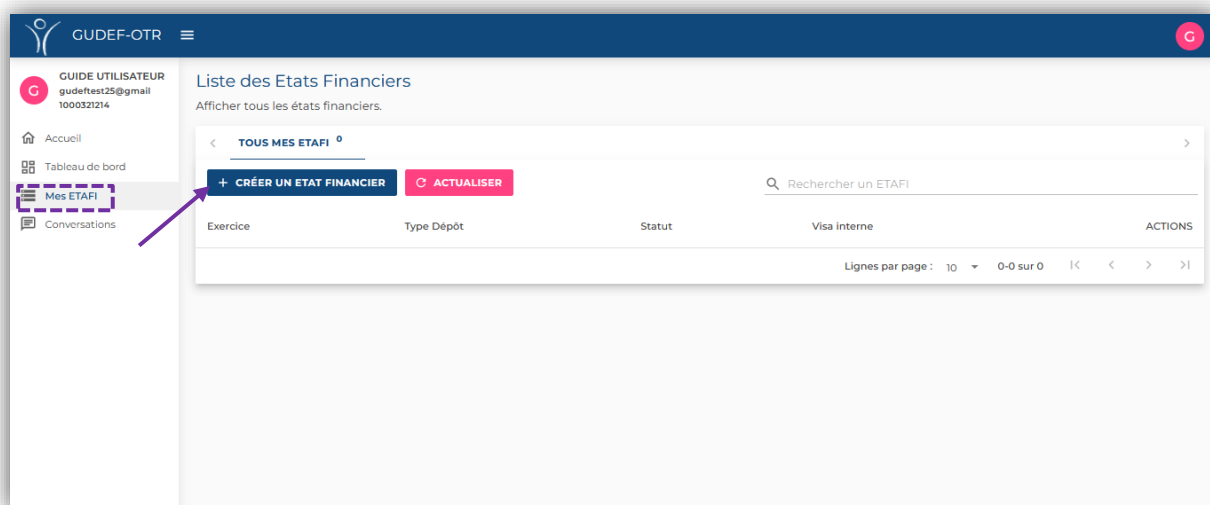 GUDEF-OTR
G
GUIDE UTILISATEUR
G
gudeftest25@gmail
1000321214
Accueil
Tableau de bord
Mes ETAFI
Conversations
Liste des Etats Financiers
Afficher tous les états financiers.
TOUS MES ETAFI 0
+ CRÉER UN ETAT FINANCIER
ACTUALISER
Rechercher un ETAFI
Exercice Type Dépôt Statut Visa interne ACTIONS
Lignes par page : 10 0-0 sur 0